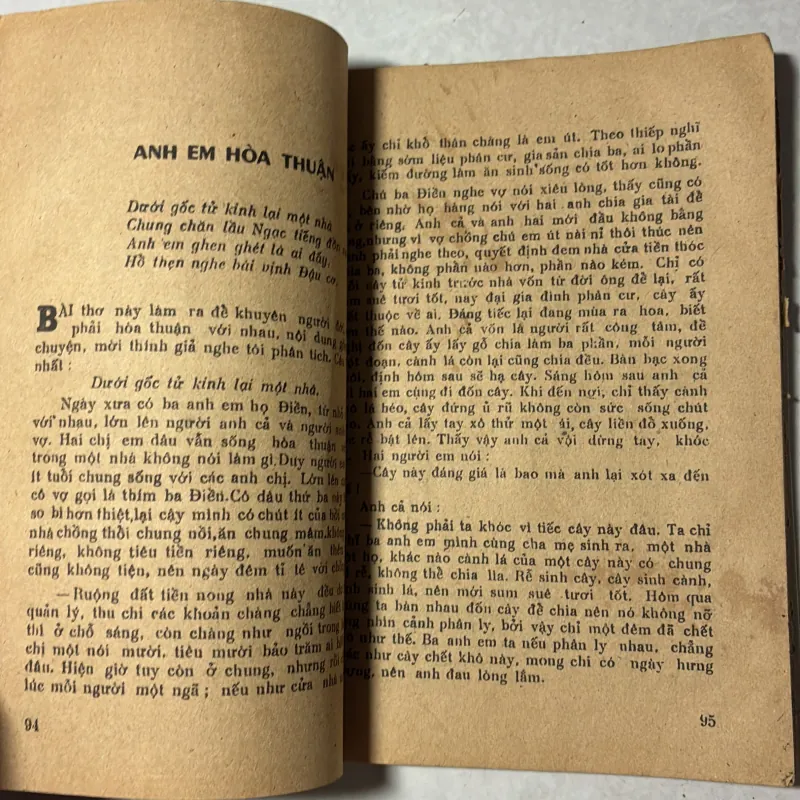 ANH EM HÒA THUẬN
Dưới gốc tử kinh lại một nhà
Chung chăn lầu Ngạc tiếng đồn
Anh em ghen ghét là ai đấy,
Hồ thẹn nghe bài vịnh Đậu cơ.
BÀI thơ này làm ra để khuyên người đời,
phải hòa thuận với nhau, nội dung
chuyện, mời thính giả nghe tôi phân tích. Câu
nhất :
Dưới gốc tử kinh lại một nhà,
Ngày xưa có ba anh em họ Điền, từ nhỏ
với nhau, lớn lên người anh cả và người
vợ. Hai chị em dâu vẫn sống hòa thuận
trong một nhà không nói làm gì. Duy người
ít tuổi chung sống với các anh chị. Lớn lên
có vợ gọi là thím ba Điền. Cô dâu thứ ba
so bì hơn thiệt, lại cậy mình có chút ít của
nhà chồng thổi chung nồi, ăn chung mâm, không
riêng, không tiêu tiền riêng, muốn ăn thêm
cũng không tiện, nên ngày đêm tỉ tê với
—Ruộng đất tiền nong nhà này đều
quản lý, thu chi các khoản chàng chẳng biết
thì ở chỗ sáng, còn chàng như ngồi trong
chị một nói mười, tiêu mười bảo trăm ai
đâu. Hiện giờ tuy còn ở chung, nhưng rồi
lúc mỗi người một ngã ; nếu như cửa nhà
94
ấy chỉ khổ thân chàng là em út. Theo thiếp nghĩ
bằng sớm liệu phân cư, gia sản chia ba, ai lo phần
kiếm đường làm ăn sinh sống có tốt hơn không.
Chú ba Điền nghe vợ nói xiêu lòng, thấy cũng có
bèn nhờ họ hàng nói với hai anh chia gia tài để
ở riêng. Anh cả và anh hai mới đầu không bằng
nhưng vì vợ chồng chú em út nài nỉ thôi thúc nên
phải nghe theo, quyết định đem nhà cửa tiền thóc
ba, không phần nào hơn, phần nào kém. Chỉ có
cây tử kinh trước nhà vốn từ đời ông để lại, rất
suê tươi tốt, nay đại gia đình phân cư, cây ấy
thuộc về ai. Đáng tiếc lại đang mùa ra hoa, biết
thế nào. Anh cả vốn là người rất công tâm, đề
đốn cây ấy lấy gỗ chia làm ba phần, mỗi người
đoạn, cành lá còn lại cũng chia đều. Bàn bạc xong
định hôm sau sẽ hạ cây. Sáng hôm sau anh cả
hai em cùng đi đốn cây. Khi đến nơi, chỉ thấy cành
lá héo, cây đứng ủ rũ không còn sức sống chút
Anh cả lấy tay xô thử một cái, cây liền đổ xuống,
rễ bật lên. Thấy vậy anh cả vội dừng tay, khóc
Hai người em nói :
—Cây này đáng giá là bao mà anh lại xót xa đến
!
Anh cả nói :
— Không phải ta khóc vì tiếc cây này đâu. Ta chỉ
nghĩ ba anh em mình cùng cha mẹ sinh ra, một nhà
họ, khác nào cành lá của một cây này có chung
rễ, không thể chia lìa. Rễ sinh cây, cây sinh cành,
sinh lá, nên mới sum suê tươi tốt. Hôm qua
ta bàn nhau đốn cây để chia nên nó không nỡ
nhìn cảnh phân ly, bởi vậy chỉ một đêm đã chết
như thế. Ba anh em ta nếu phân ly nhau, chẳng
như cây chết khô này, mong chi có ngày hưng
nên anh đau lòng lắm.
95